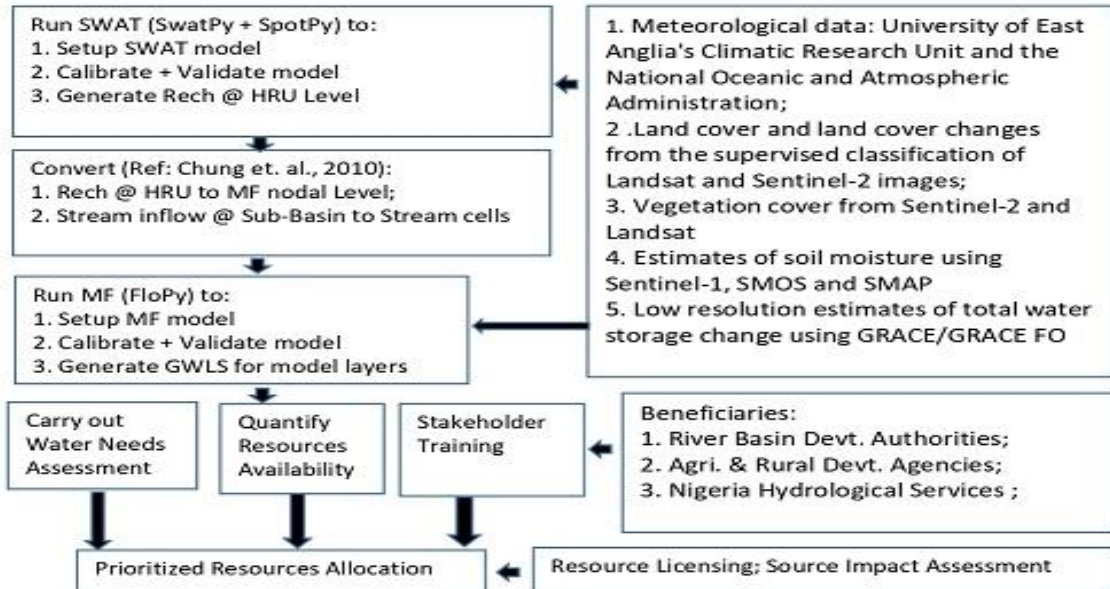 Run SWAT (SwatPy + SpotPy) to:
1. Setup SWAT model
2. Calibrate + Validate model
3. Generate Rech @ HRU Level
1. Meteorological data: University of East
Anglia's Climatic Research Unit and the
National Oceanic and Atmospheric
Administration;
2 .Land cover and land cover changes
from the supervised classification of
Landsat and Sentinel-2 images;
3. Vegetation cover from Sentinel-2 and
Landsat
4. Estimates of soil moisture using
Sentinel-1, SMOS and SMAP
5. Low resolution estimates of total water
storage change using GRACE/GRACE FO
Convert (Ref: Chung et. al., 2010):
1. Rech @ HRU to MF nodal Level;
2. Stream inflow @ Sub-Basin to Stream cells
Run MF (FloPy) to:
1. Setup MF model
2. Calibrate + Validate model
3. Generate GWLS for model layers
Carry out
Water Needs
Assessment
Quantify
Resources
Availability
Stakeholder
Training
Beneficiaries:
1. River Basin Devt. Authorities;
2. Agri. & Rural Devt. Agencies;
3. Nigeria Hydrological Services ;
Prioritized Resources Allocation
Resource Licensing; Source Impact Assessment